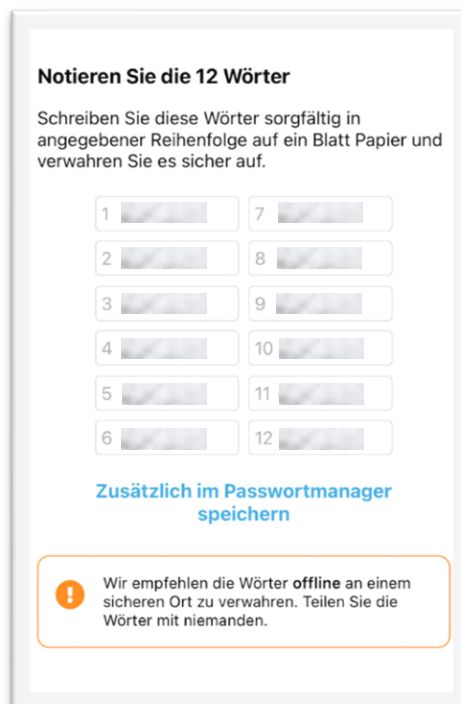 Notieren Sie die 12 Wörter
Schreiben Sie diese Wörter sorgfältig in
angegebener Reihenfolge auf ein Blatt Papier und
verwahren Sie es sicher auf.
1
7
2
8
3
9
4
10
5
11
6
12
Zusätzlich im Passwortmanager
speichern
Wir empfehlen die Wörter offline an einem
sicheren Ort zu verwahren. Teilen Sie die
Wörter mit niemanden.